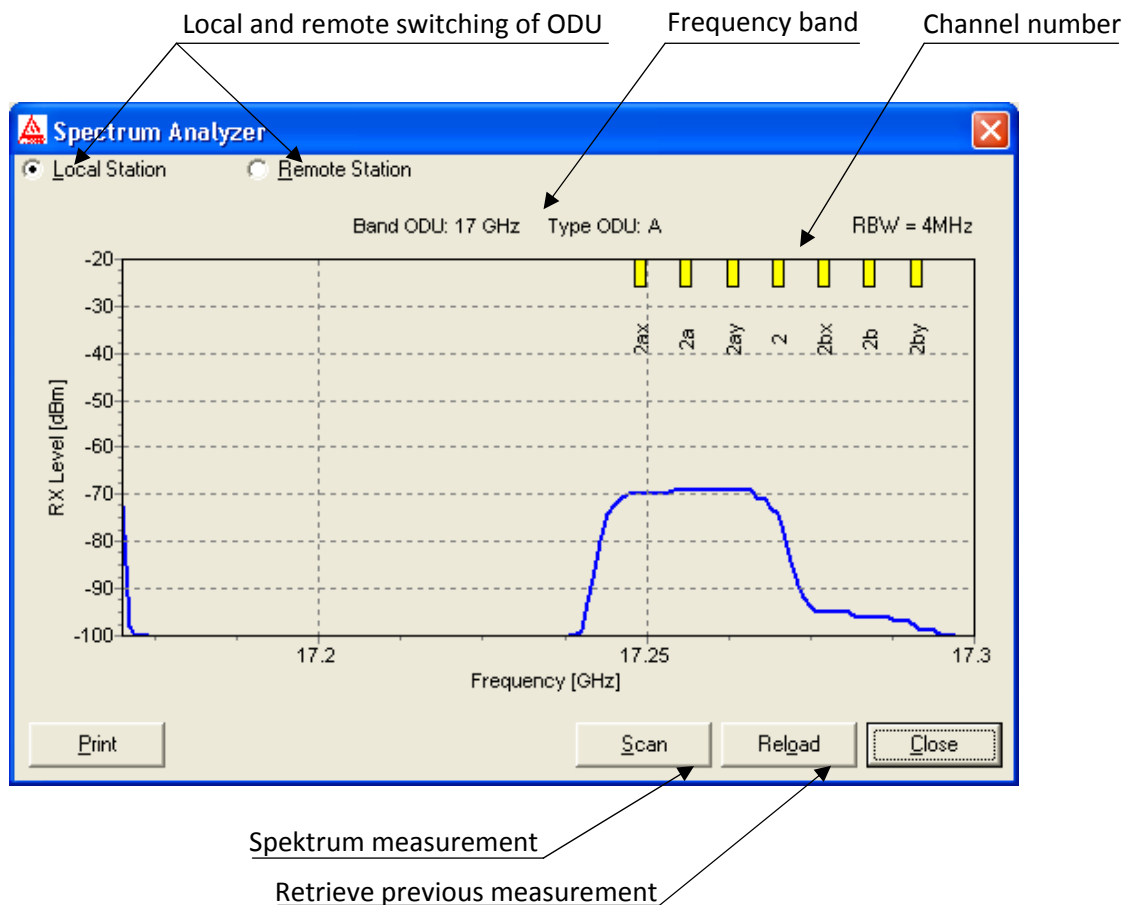 Local and remote switching of ODU
Frequency band
Channel number
Spectrum Analyzer
Local Station
Remote Station
Band ODU: 17 GHz
Type ODU: A
RBW = 4MHz
-20
-30
-40
-50
-60
-70
-80
-90
-100
RX Level [dBm]
2ax
2a
2ay
2
2bx
2b
2by
17.2
17.25
17.3
Frequency [GHz]
Print
Scan
Reload
Close
Spektrum measurement
Retrieve previous measurement